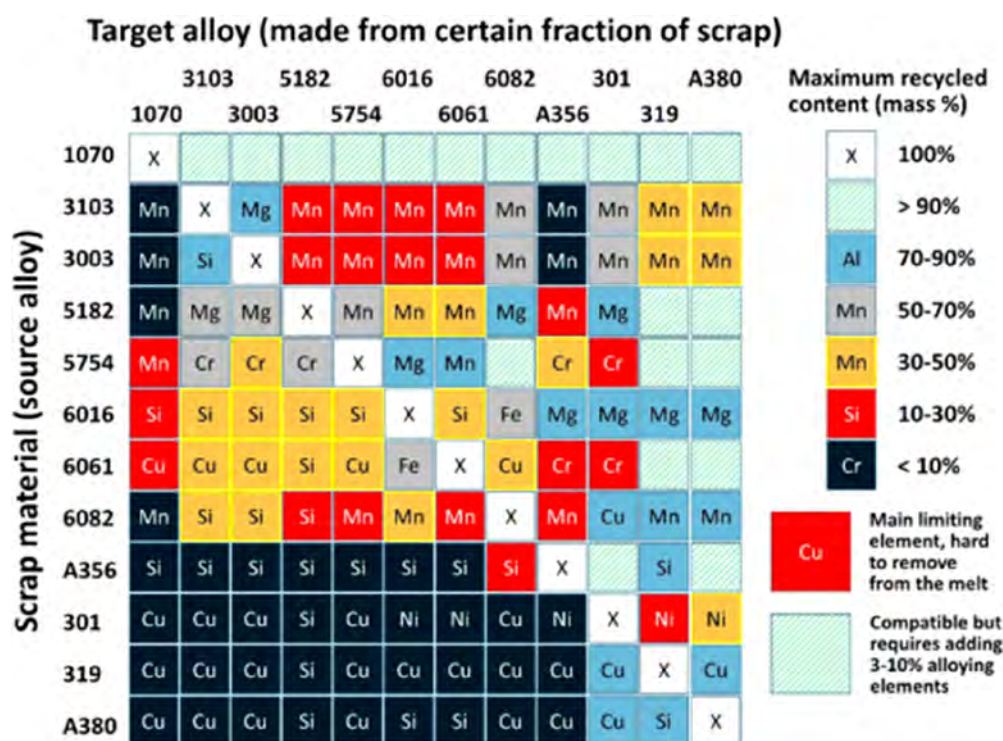 Target alloy (made from certain fraction of scrap)
3103 5182 6016 6082 301 A380
1070 3003 5754 6061 A356 319
Scrap material (source alloy)
1070 X
3103 Mn X Mg Mn Mn Mn Mn Mn Mn Mn Mn Mn
3003 Mn Si X Mn Mn Mn Mn Mn Mn Mn Mn Mn
5182 Mn Mg Mg X Mn Mn Mn Mg Mn Mg
5754 Mn Cr Cr Cr X Mg Mn Cr Cr
6016 Si Si Si Si Si X Si Fe Mg Mg Mg Mg
6061 Cu Cu Cu Si Cu Fe X Cu Cr Cr
6082 Mn Si Si Si Mn Mn Mn X Mn Cu Mn Mn
A356 Si Si Si Si Si Si Si Si X Si
301 Cu Cu Cu Si Cu Ni Ni Cu Ni X Ni Ni
319 Cu Cu Cu Si Cu Cu Cu Cu Cu Cu X Cu
A380 Cu Cu Cu Si Cu Si Si Cu Cu Cu Si X
Maximum recycled
content (mass %)
X 100%
> 90%
Al 70-90%
Mn 50-70%
Mn 30-50%
Si 10-30%
Cr < 10%
Cu
Main limiting
element, hard
to remove
from the melt
Compatible but
requires adding
3-10% alloying
elements